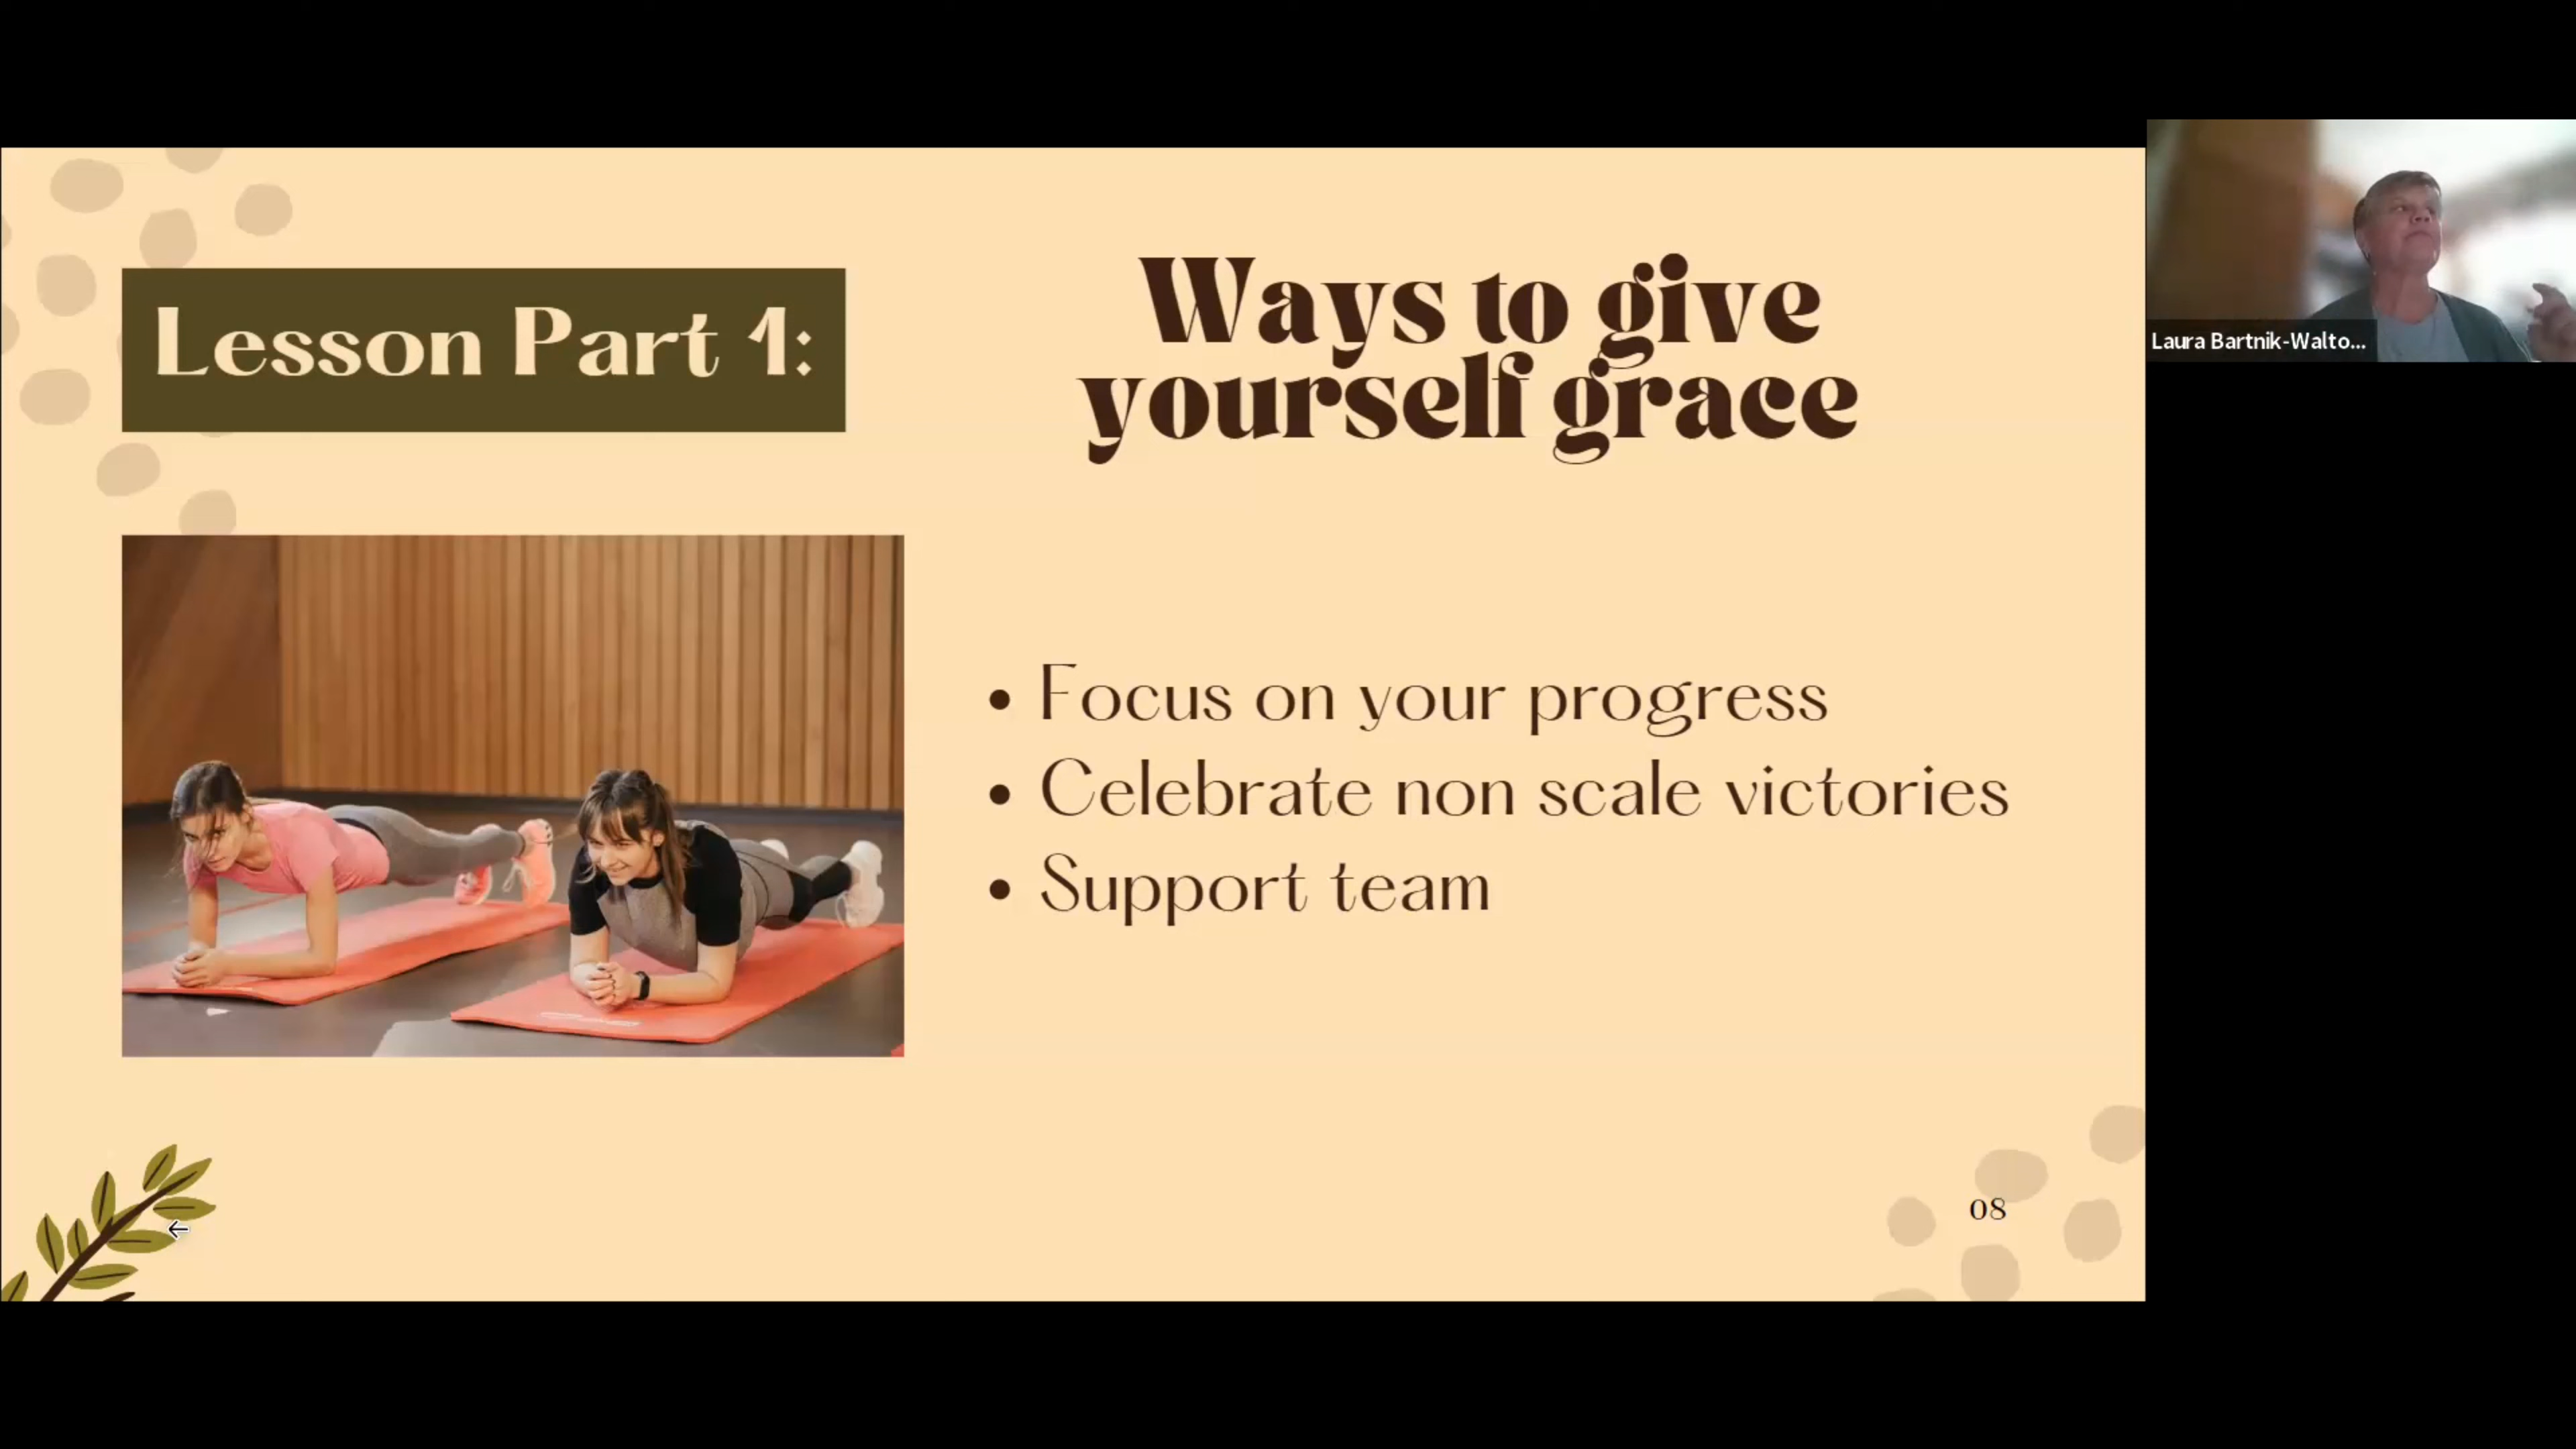 Lesson Part 1:
Ways to give
yourself grace
• Focus on your progress
• Celebrate non scale victories
• Support team
08
Laura Bartnik-Walto...